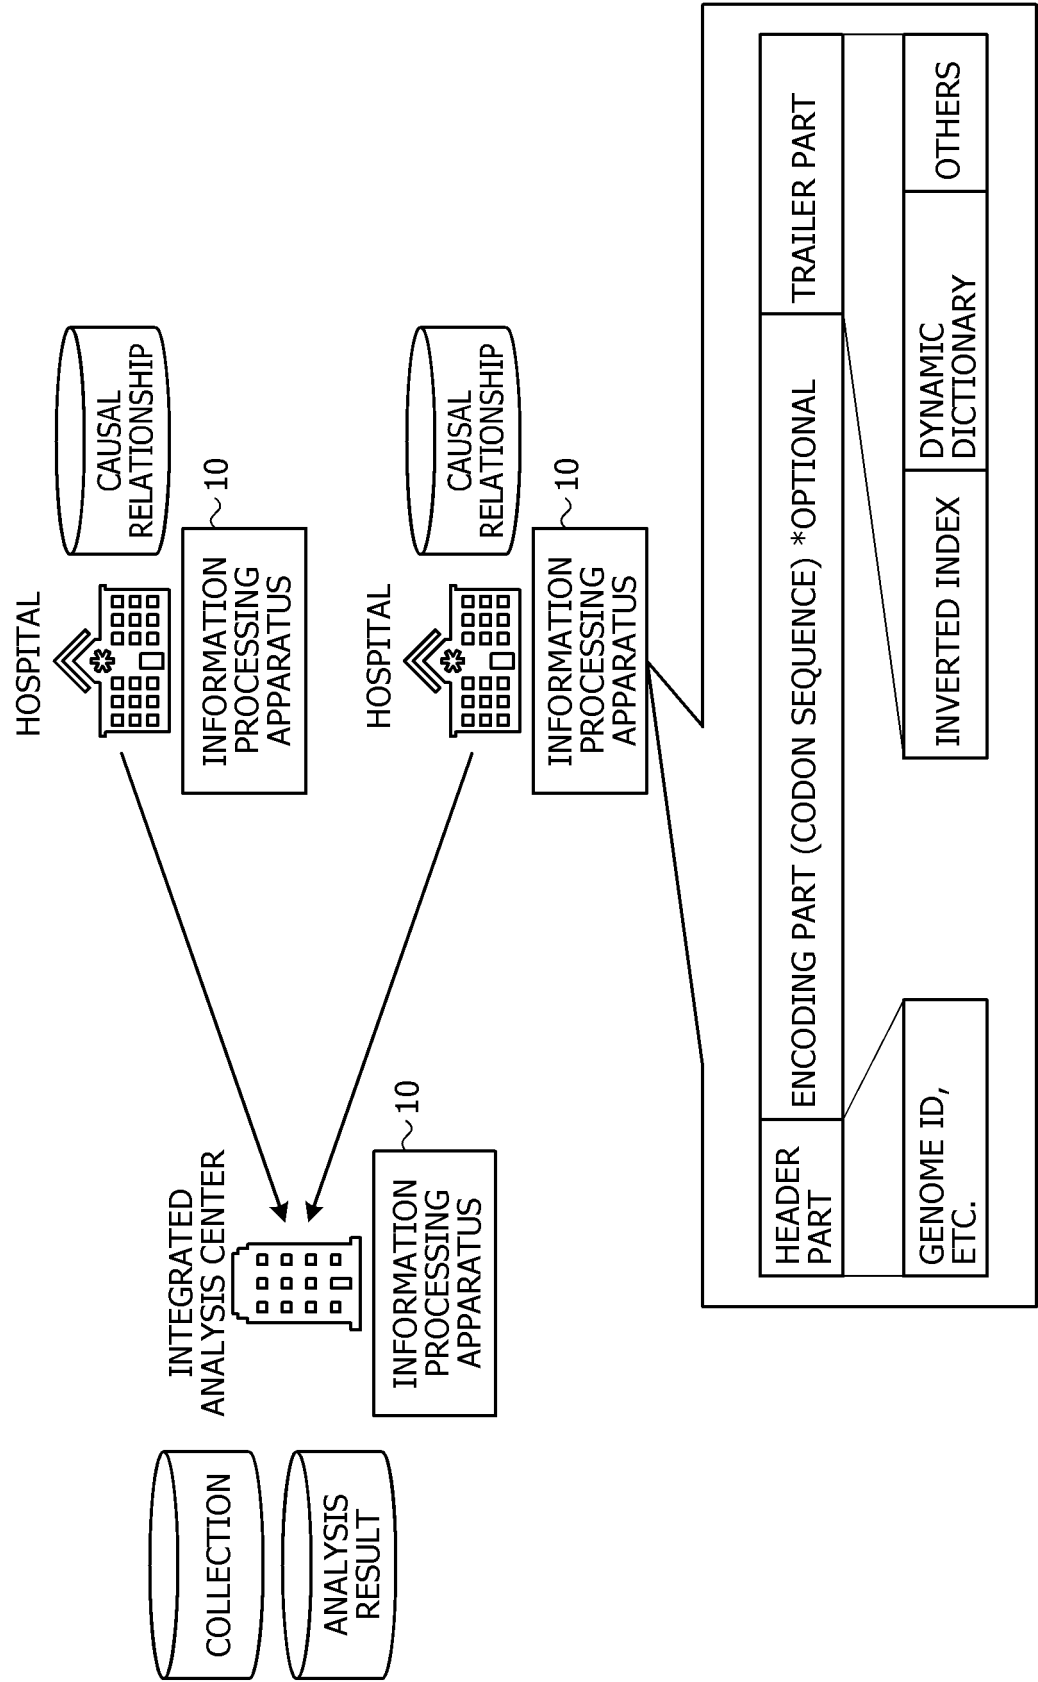 HOSPITAL
CAUSAL
RELATIONSHIP
INFORMATION
PROCESSING
APPARATUS
10
INTEGRATED
ANALYSIS CENTER
COLLECTION
ANALYSIS
RESULT
INFORMATION
PROCESSING
APPARATUS
10
HOSPITAL
CAUSAL
RELATIONSHIP
INFORMATION
PROCESSING
APPARATUS
10
HEADER
PART
ENCODING PART (CODON SEQUENCE) *OPTIONAL
TRAILER PART
GENOME ID,
ETC.
INVERTED INDEX
DYNAMIC
DICTIONARY
OTHERS